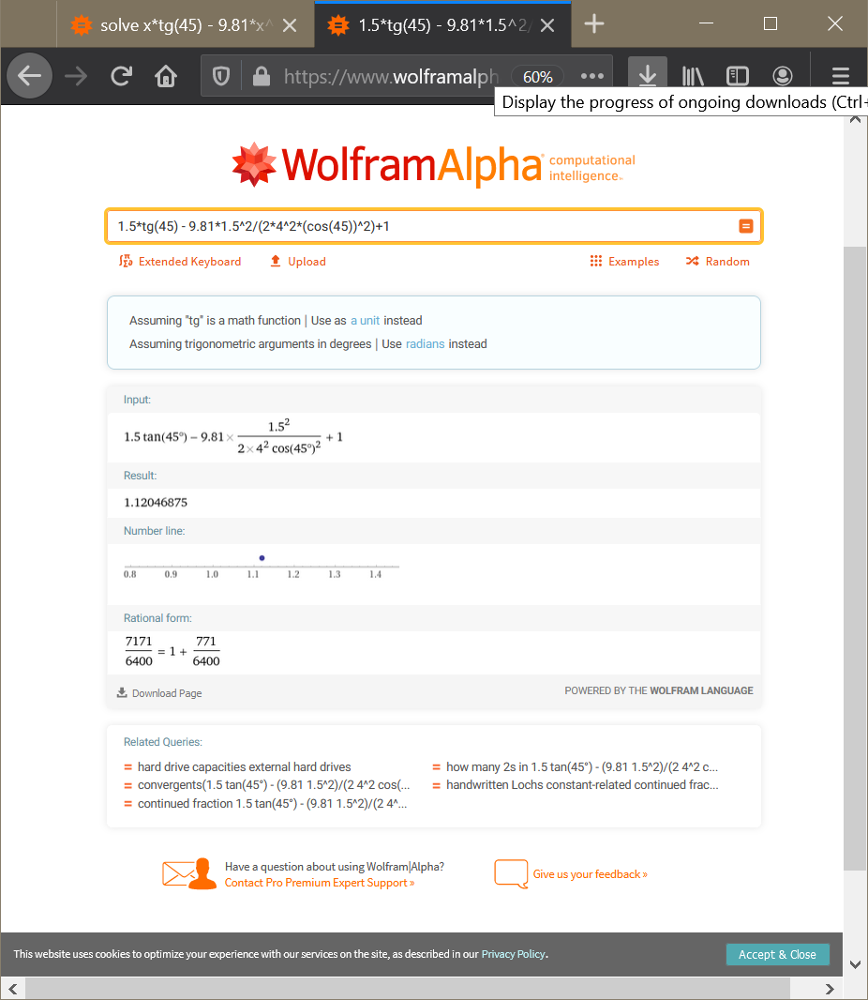 solve x*tg(45) - 9.81*x^
1.5*tg(45) - 9.81*1.5^2/
https://www.wolframalph
60%
Display the progress of ongoing downloads (Ctrl+
WolframAlpha computational intelligence.
1.5*tg(45) - 9.81*1.5^2/(2*4^2*(cos(45))^2)+1
Extended Keyboard Upload Examples Random
Assuming "tg" is a math function | Use as a unit instead
Assuming trigonometric arguments in degrees | Use radians instead
Input:
1.5 tan(45°) − 9.81 × 1.5^2 / (2 × 4^2 cos(45°)^2) + 1
Result:
1.12046875
Number line:
0.8 0.9 1.0 1.1 1.2 1.3 1.4
Rational form:
7171/6400 = 1 + 771/6400
Download Page POWERED BY THE WOLFRAM LANGUAGE
Related Queries:
= hard drive capacities external hard drives
= how many 2s in 1.5 tan(45°) - (9.81 1.5^2)/(2 4^2 c...
= convergents(1.5 tan(45°) - (9.81 1.5^2)/(2 4^2 cos(...
= handwritten Lochs constant-related continued frac...
= continued fraction 1.5 tan(45°) - (9.81 1.5^2)/(2 4^...
Have a question about using Wolfram|Alpha?
Contact Pro Premium Expert Support »
Give us your feedback »
This website uses cookies to optimize your experience with our services on the site, as described in our Privacy Policy.
Accept & Close